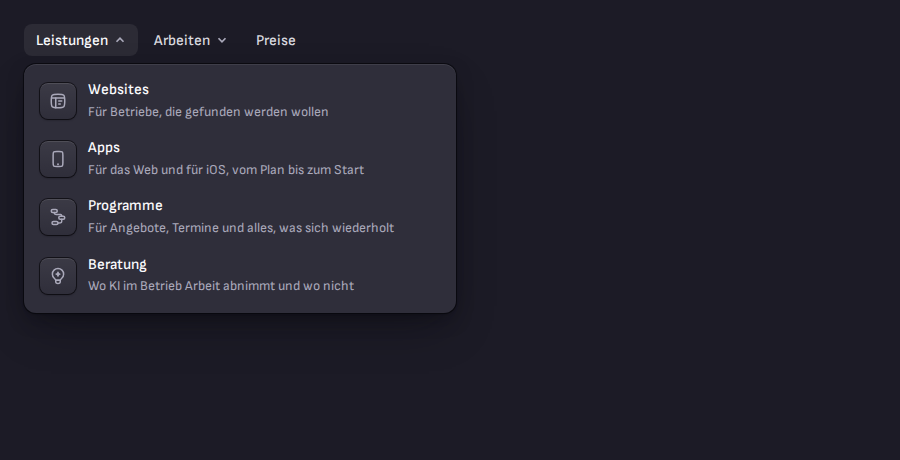 Leistungen Arbeiten Preise
Websites
Für Betriebe, die gefunden werden wollen
Apps
Für das Web und für iOS, vom Plan bis zum Start
Programme
Für Angebote, Termine und alles, was sich wiederholt
Beratung
Wo KI im Betrieb Arbeit abnimmt und wo nicht